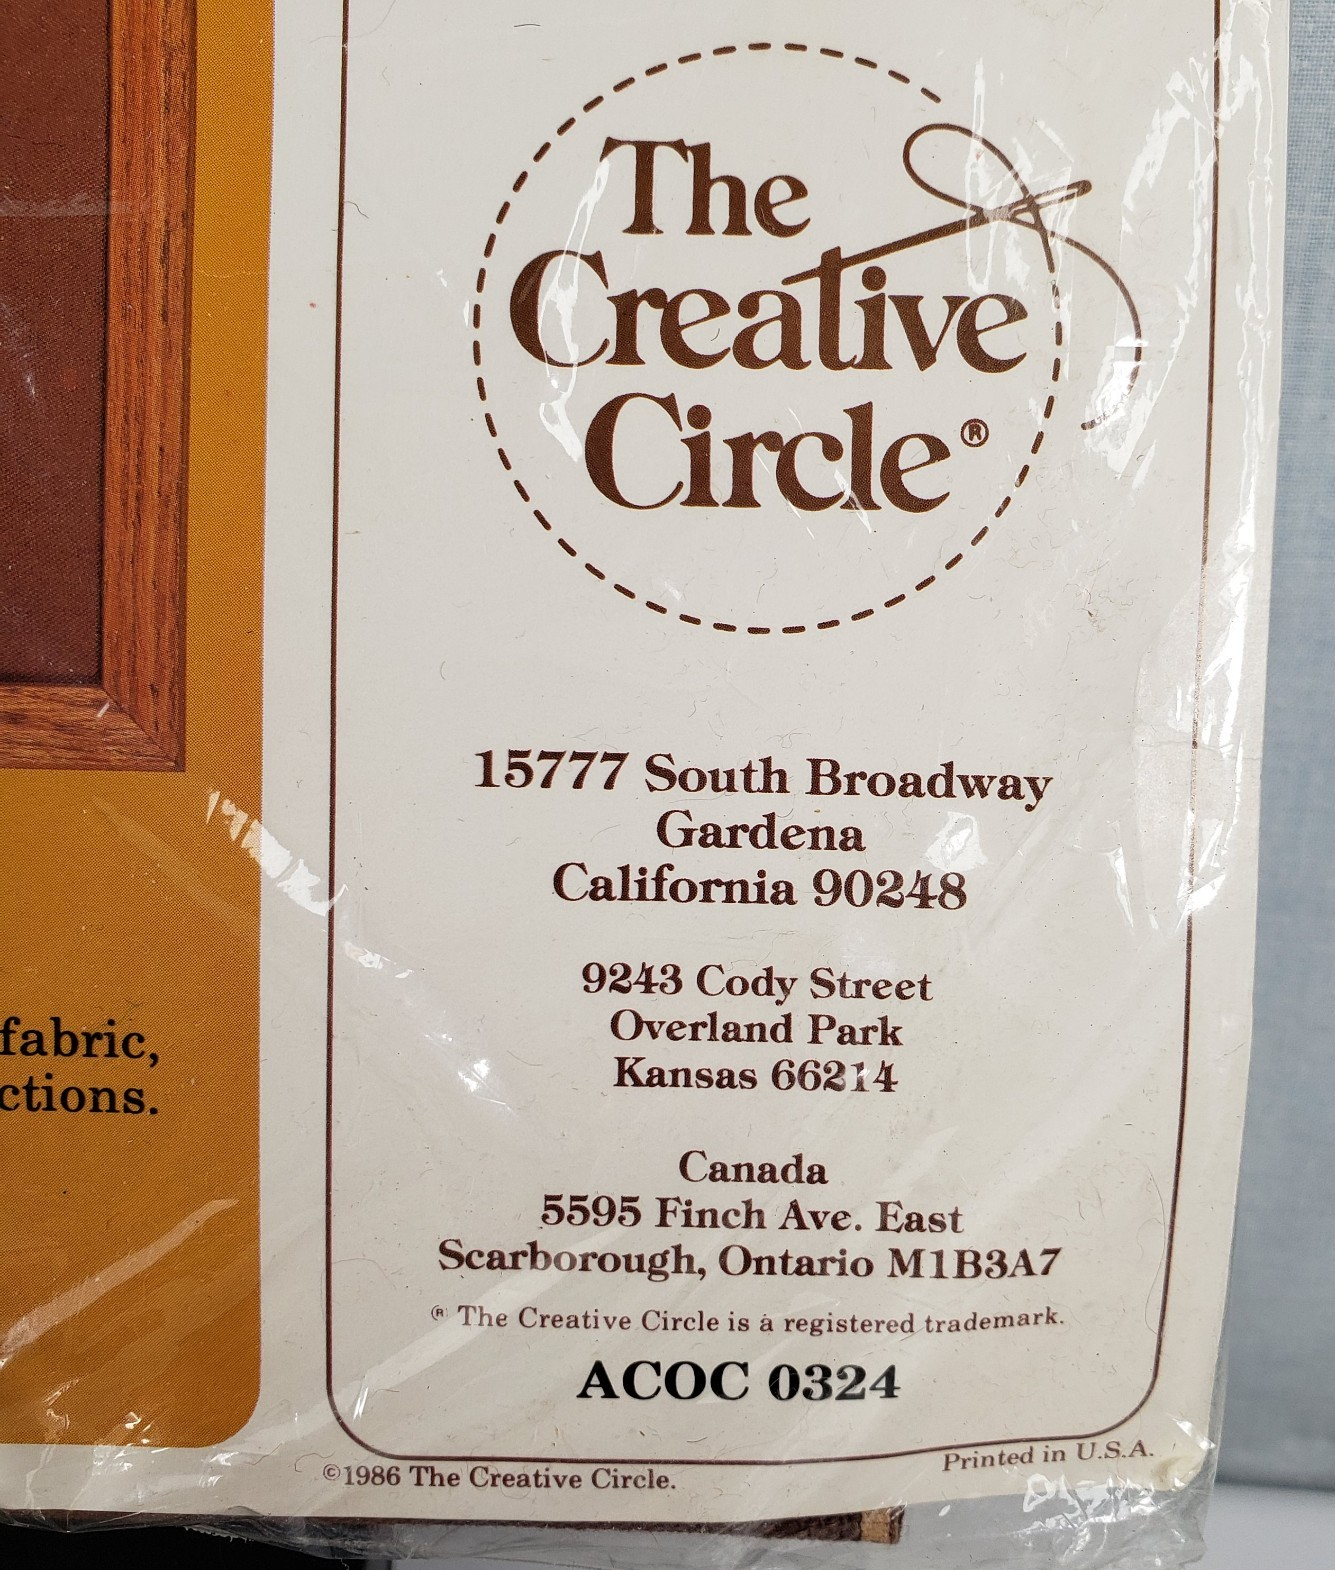 The
Creative
Circle®
15777 South Broadway
Gardena
California 90248
9243 Cody Street
Overland Park
Kansas 66214
Canada
5595 Finch Ave. East
Scarborough, Ontario M1B3A7
® The Creative Circle is a registered trademark.
ACOC 0324
©1986 The Creative Circle.
Printed in U.S.A.
fabric,
ctions.